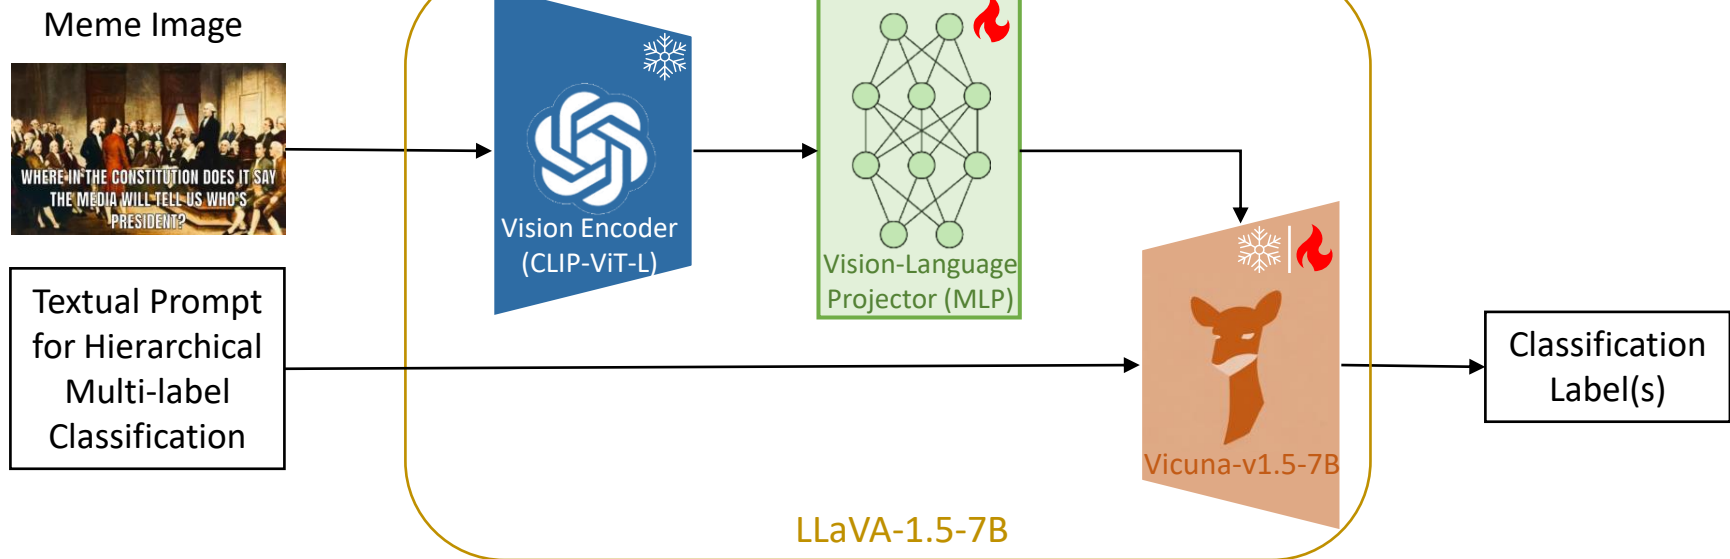 Meme Image
WHERE IN THE CONSTITUTION DOES IT SAY
THE MEDIA WILL TELL US WHO'S
PRESIDENT?
Textual Prompt
for Hierarchical
Multi-label
Classification
Vision Encoder
(CLIP-ViT-L)
Vision-Language
Projector (MLP)
Vicuna-v1.5-7B
LLaVA-1.5-7B
Classification
Label(s)